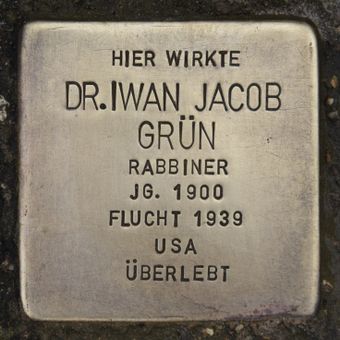 HIER WIRKTE
DR. IWAN JACOB
GRÜN
RABBINER
JG. 1900
FLUCHT 1939
USA
ÜBERLEBT